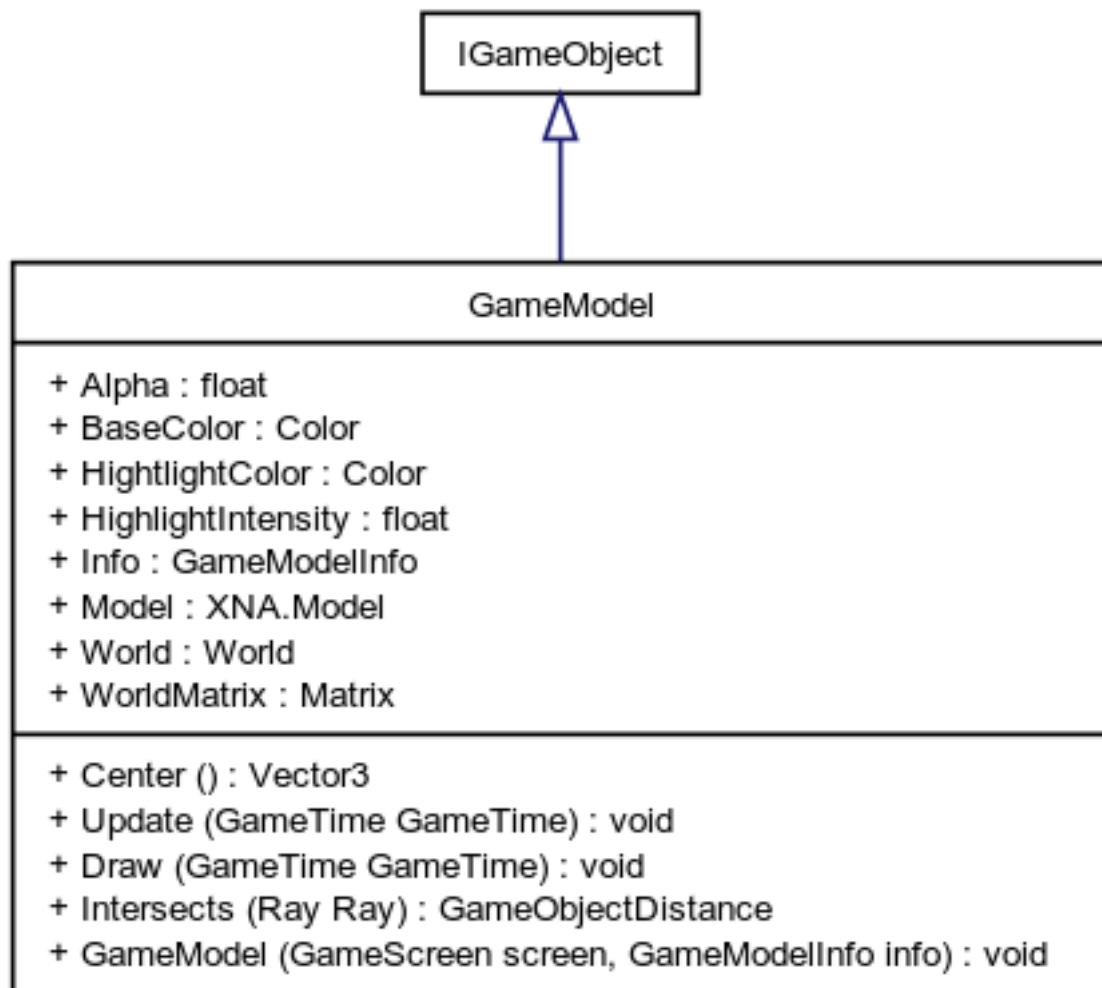 IGameObject
GameModel
+ Alpha : float
+ BaseColor : Color
+ HightlightColor : Color
+ HighlightIntensity : float
+ Info : GameModelInfo
+ Model : XNA.Model
+ World : World
+ WorldMatrix : Matrix
+ Center () : Vector3
+ Update (GameTime GameTime) : void
+ Draw (GameTime GameTime) : void
+ Intersects (Ray Ray) : GameObjectDistance
+ GameModel (GameScreen screen, GameModelInfo info) : void